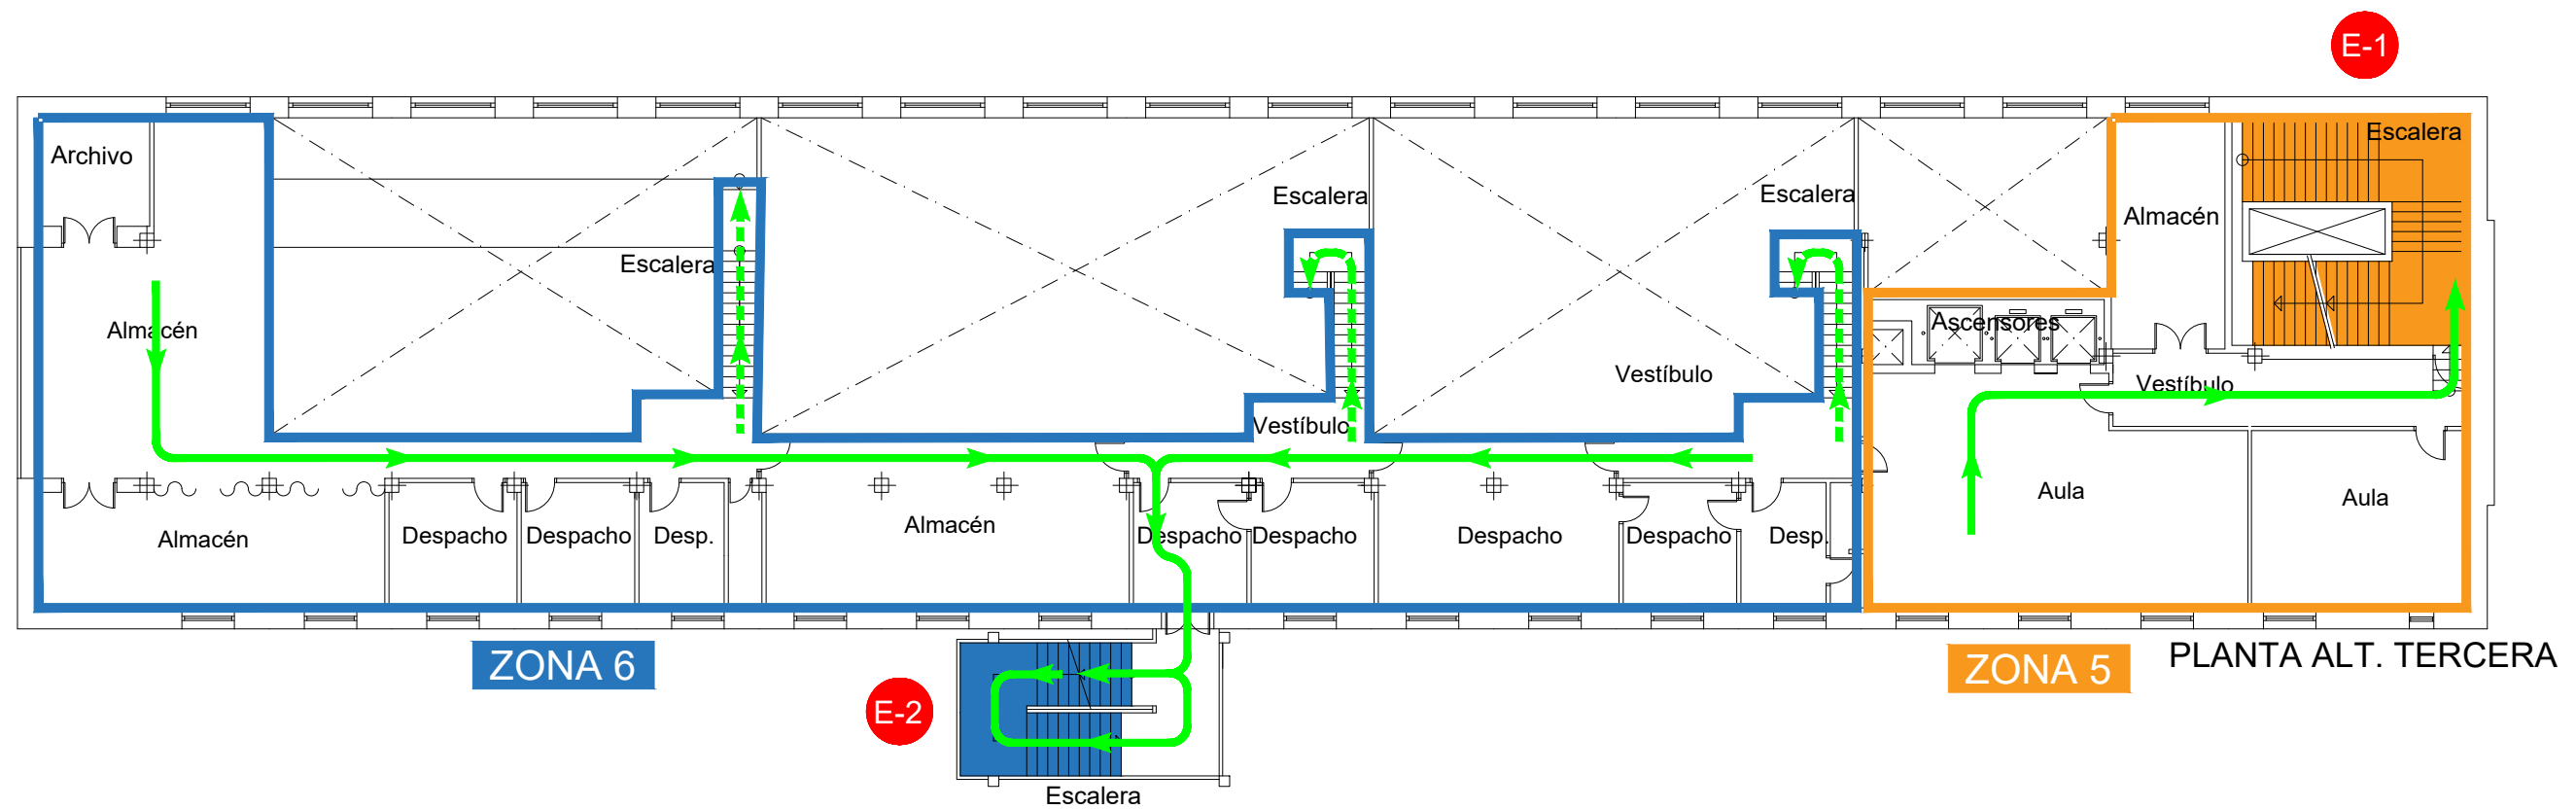 E-1
Archivo
Escalera
Escalera
Escalera
Almacén
Escalera
Almacén
Ascensores
Vestíbulo
Vestíbulo
Vestíbulo
Aula
Aula
Almacén
Despacho
Despacho
Desp.
Almacén
Despacho
Despacho
Despacho
Despacho
Desp.
ZONA 6
ZONA 5
PLANTA ALT. TERCERA
E-2
Escalera